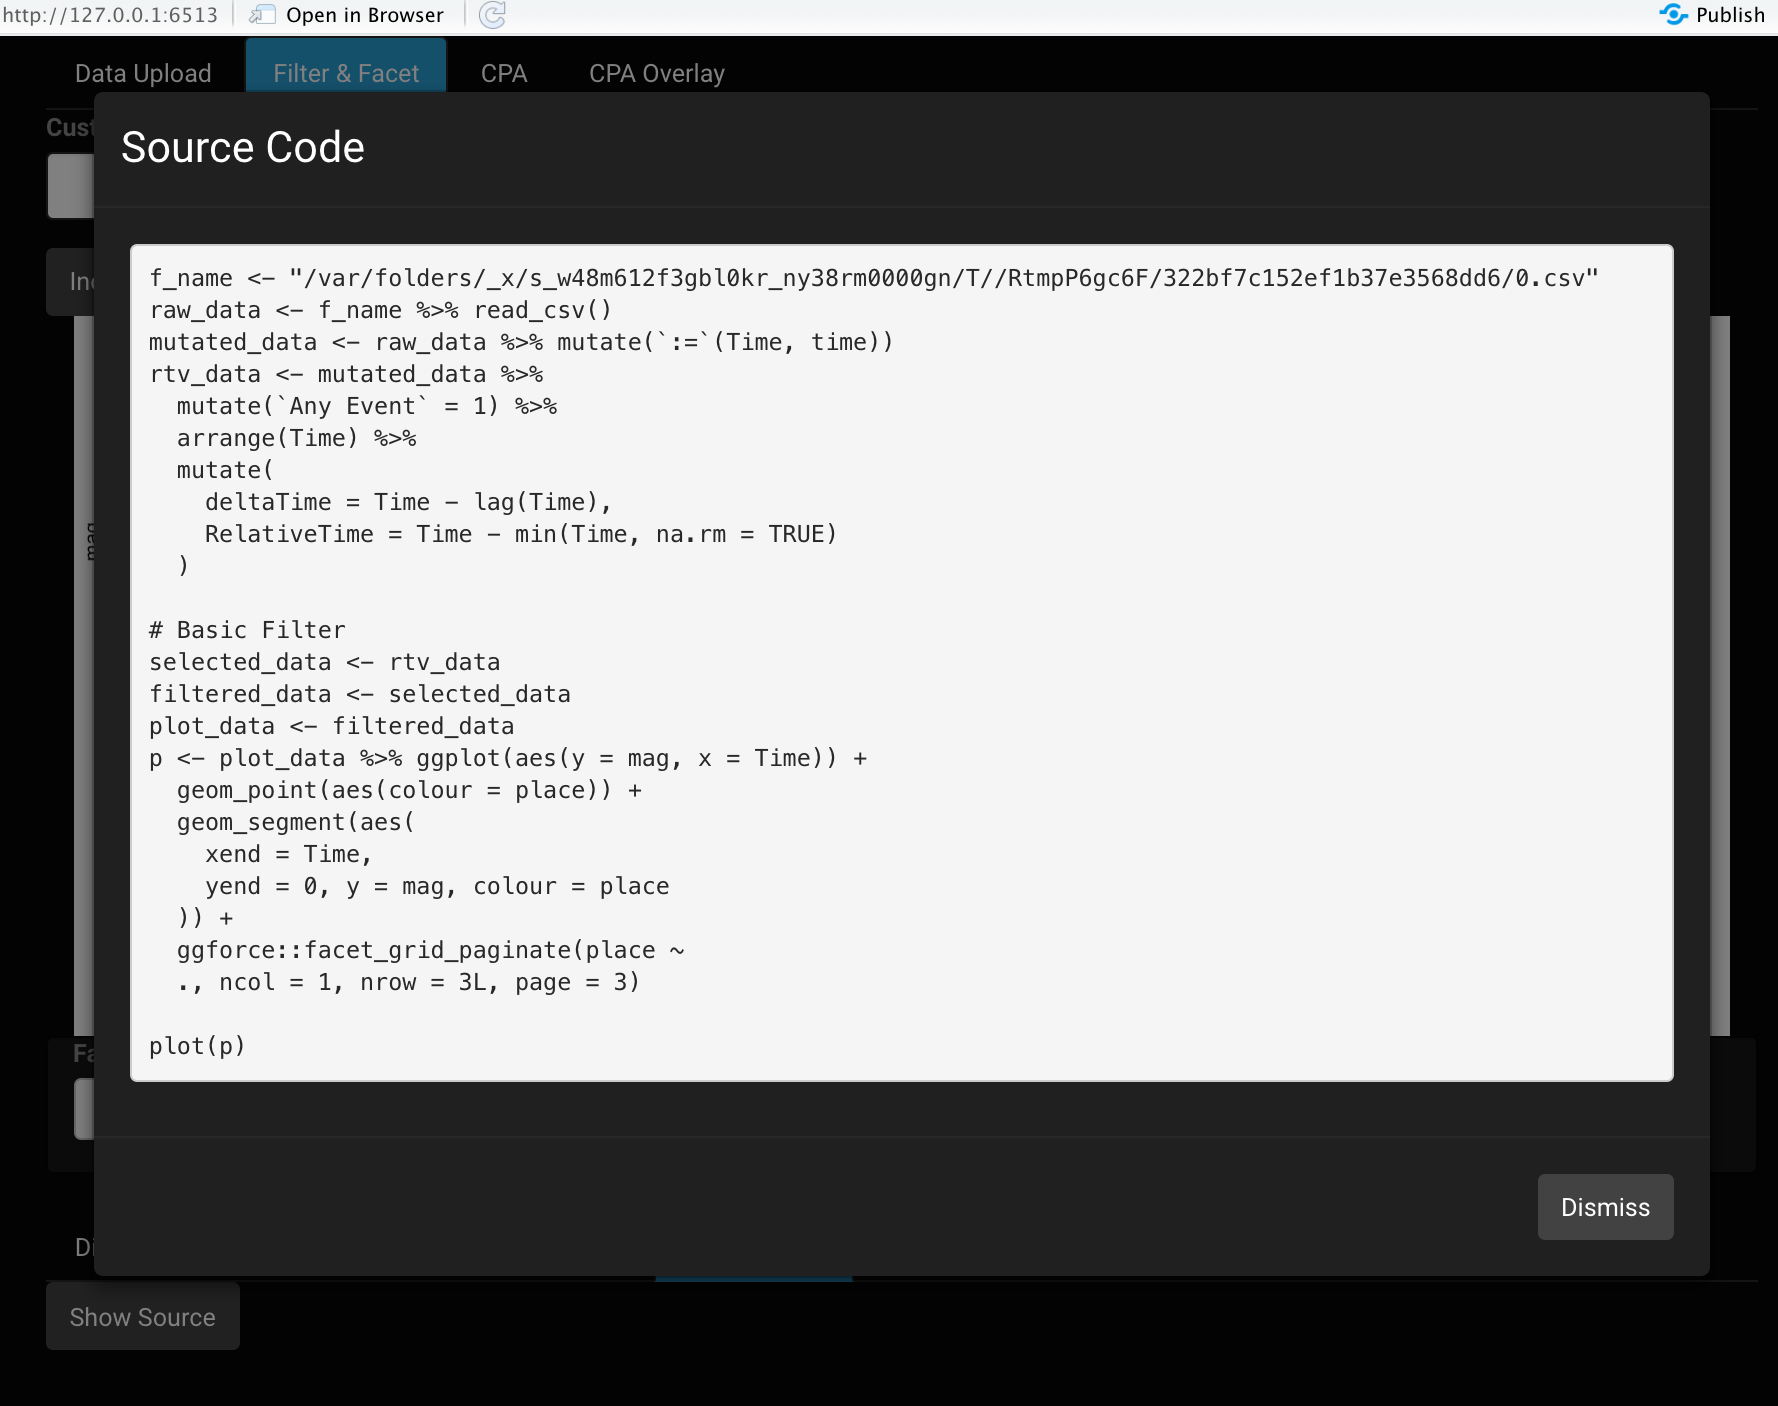 http://127.0.0.1:6513 Open in Browser Publish
Data Upload Filter & Facet CPA CPA Overlay
Source Code
f_name <- "/var/folders/_x/s_w48m612f3gbl0kr_ny38rm0000gn/T//RtmpP6gc6F/322bf7c152ef1b37e3568dd6/0.csv"
raw_data <- f_name %>% read_csv()
mutated_data <- raw_data %>% mutate(`:=`(Time, time))
rtv_data <- mutated_data %>%
  mutate(`Any Event` = 1) %>%
  arrange(Time) %>%
  mutate(
    deltaTime = Time - lag(Time),
    RelativeTime = Time - min(Time, na.rm = TRUE)
  )
# Basic Filter
selected_data <- rtv_data
filtered_data <- selected_data
plot_data <- filtered_data
p <- plot_data %>% ggplot(aes(y = mag, x = Time)) +
  geom_point(aes(colour = place)) +
  geom_segment(aes(
    xend = Time,
    yend = 0, y = mag, colour = place
  )) +
  ggforce::facet_grid_paginate(place ~
  ., ncol = 1, nrow = 3L, page = 3)
plot(p)
Dismiss
Show Source